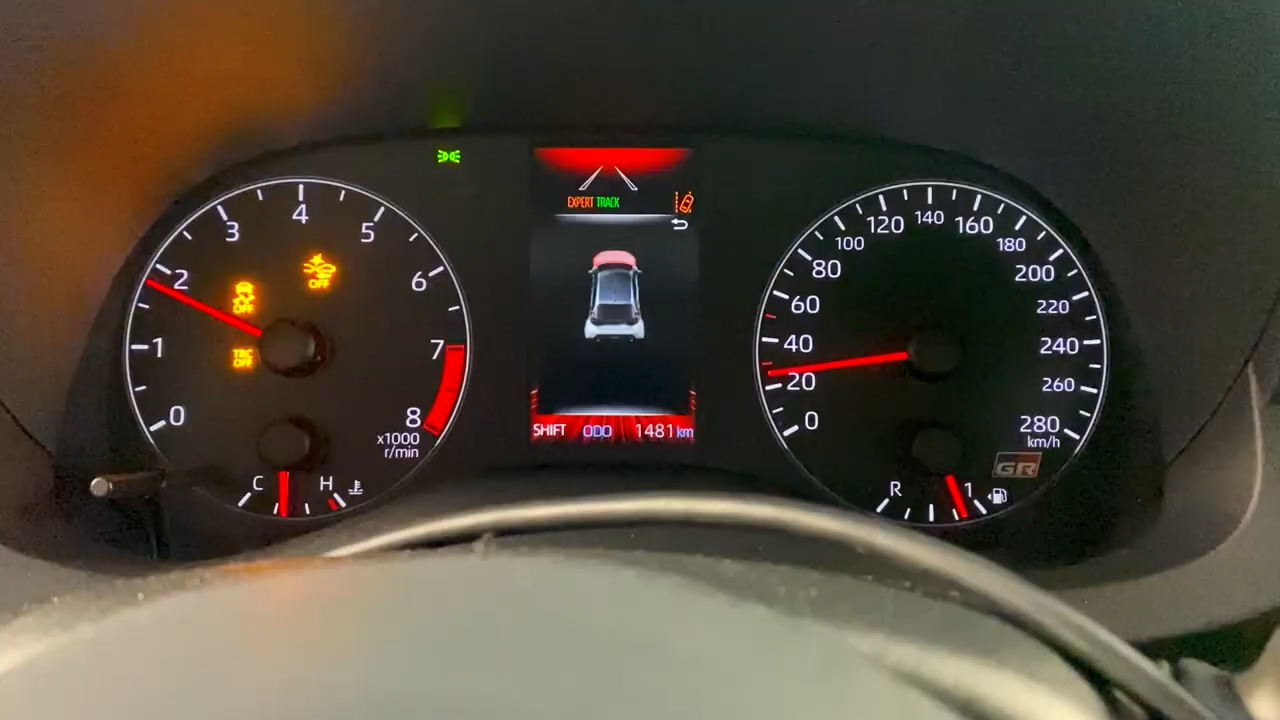 EXPERT TRACK
SHIFT ODO 1481 km
0
1
2
3
4
5
6
7
8
x1000
r/min
OFF
OFF
TRC
OFF
C H
0
20
40
60
80
100
120
140
160
180
200
220
240
260
280
km/h
GR
R 1